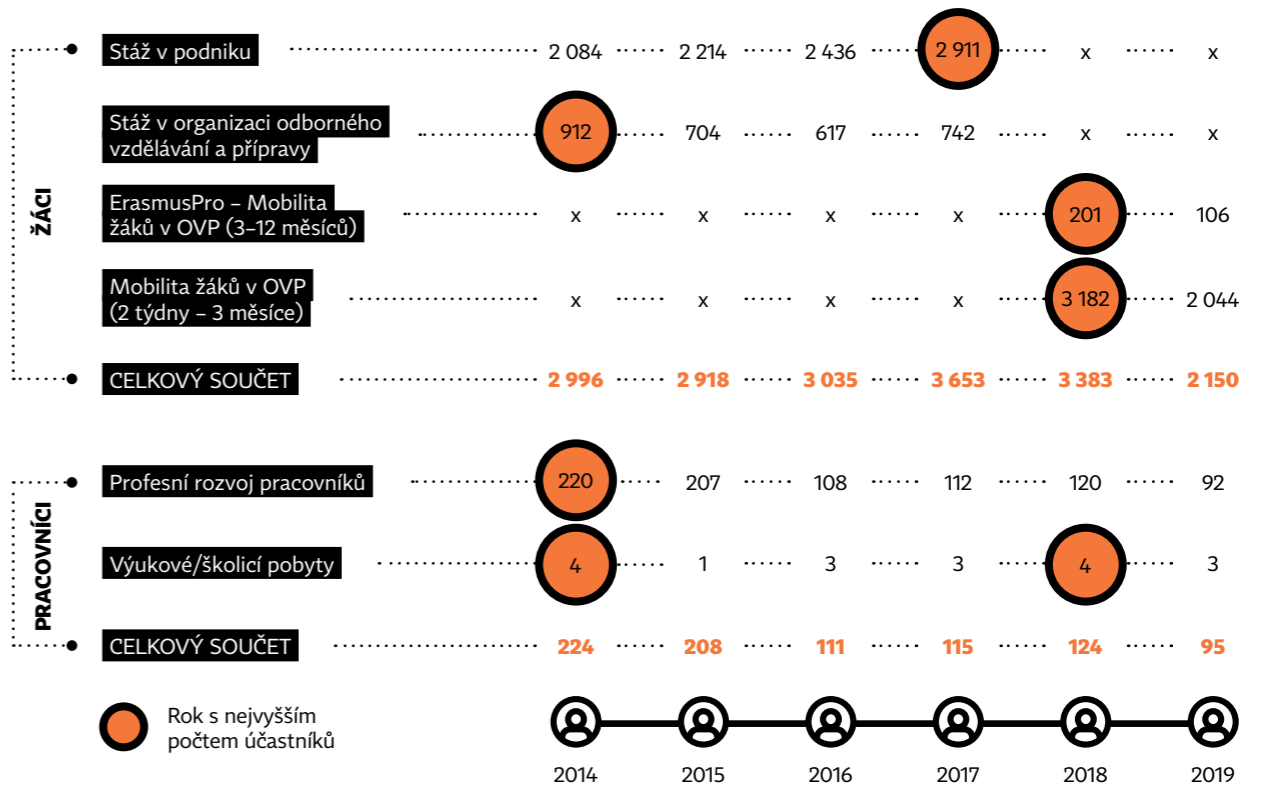 ŽÁCI
Stáž v podniku 2 084 2 214 2 436 2 911 x x
Stáž v organizaci odborného
vzdělávání a přípravy 912 704 617 742 x x
ErasmusPro – Mobilita
žáků v OVP (3–12 měsíců) x x x x 201 106
Mobilita žáků v OVP
(2 týdny – 3 měsíce) x x x x 3 182 2 044
CELKOVÝ SOUČET 2 996 2 918 3 035 3 653 3 383 2 150
PRACOVNÍCI
Profesní rozvoj pracovníků 220 207 108 112 120 92
Výukové/školicí pobyty 4 1 3 3 4 3
CELKOVÝ SOUČET 224 208 111 115 124 95
Rok s nejvyšším
počtem účastníků
2014 2015 2016 2017 2018 2019